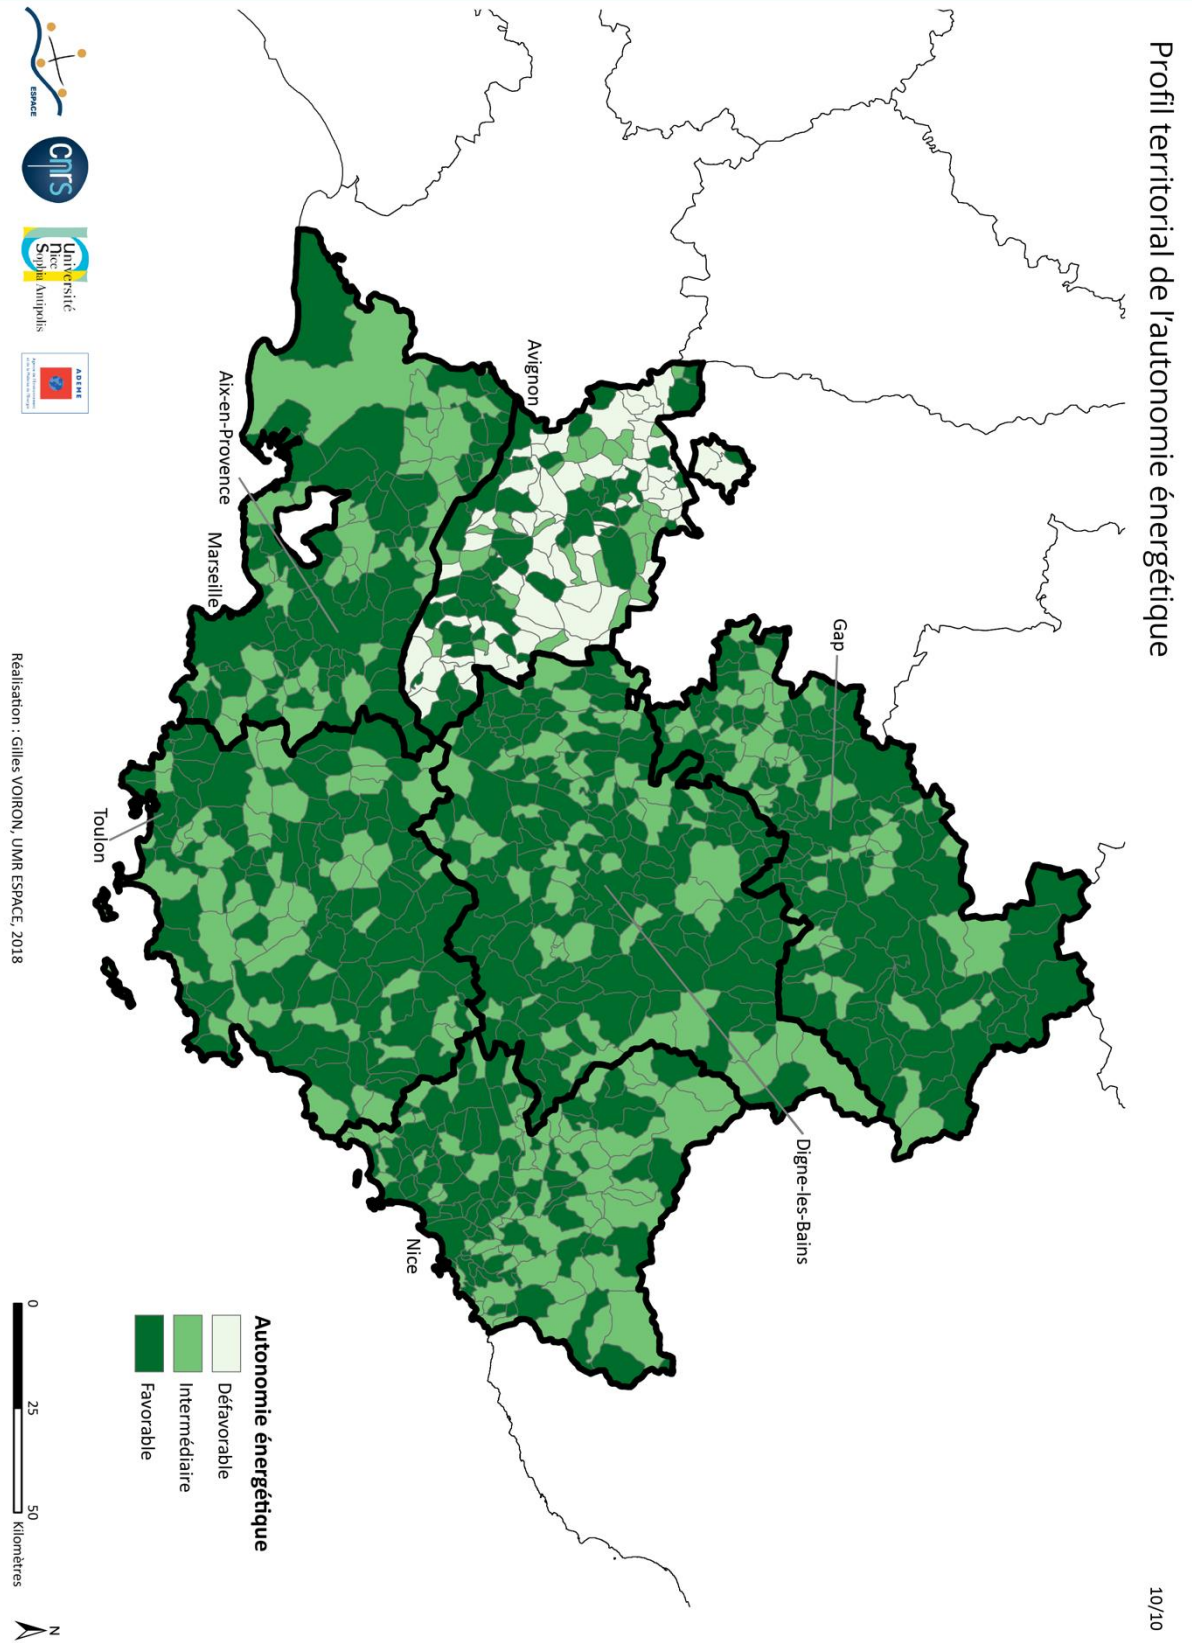 Profil territorial de l'autonomie énergétique
10/10
Gap
Digne-les-Bains
Avignon
Nice
Aix-en-Provence
Marseille
Toulon
Autonomie énergétique
Défavorable
Intermédiaire
Favorable
ESPACE
cnrs
Université
Nice
Sophia Antipolis
ADEME
Réalisation : Gilles VOIRON, UMR ESPACE, 2018
0 25 50
Kilomètres
N